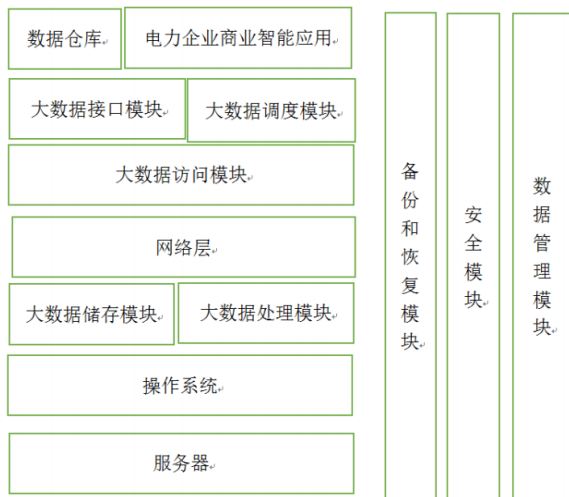 数据仓库
电力企业商业智能应用
大数据接口模块
大数据调度模块
大数据访问模块
网络层
大数据储存模块
大数据处理模块
操作系统
服务器
备份和恢复模块
安全模块
数据管理模块